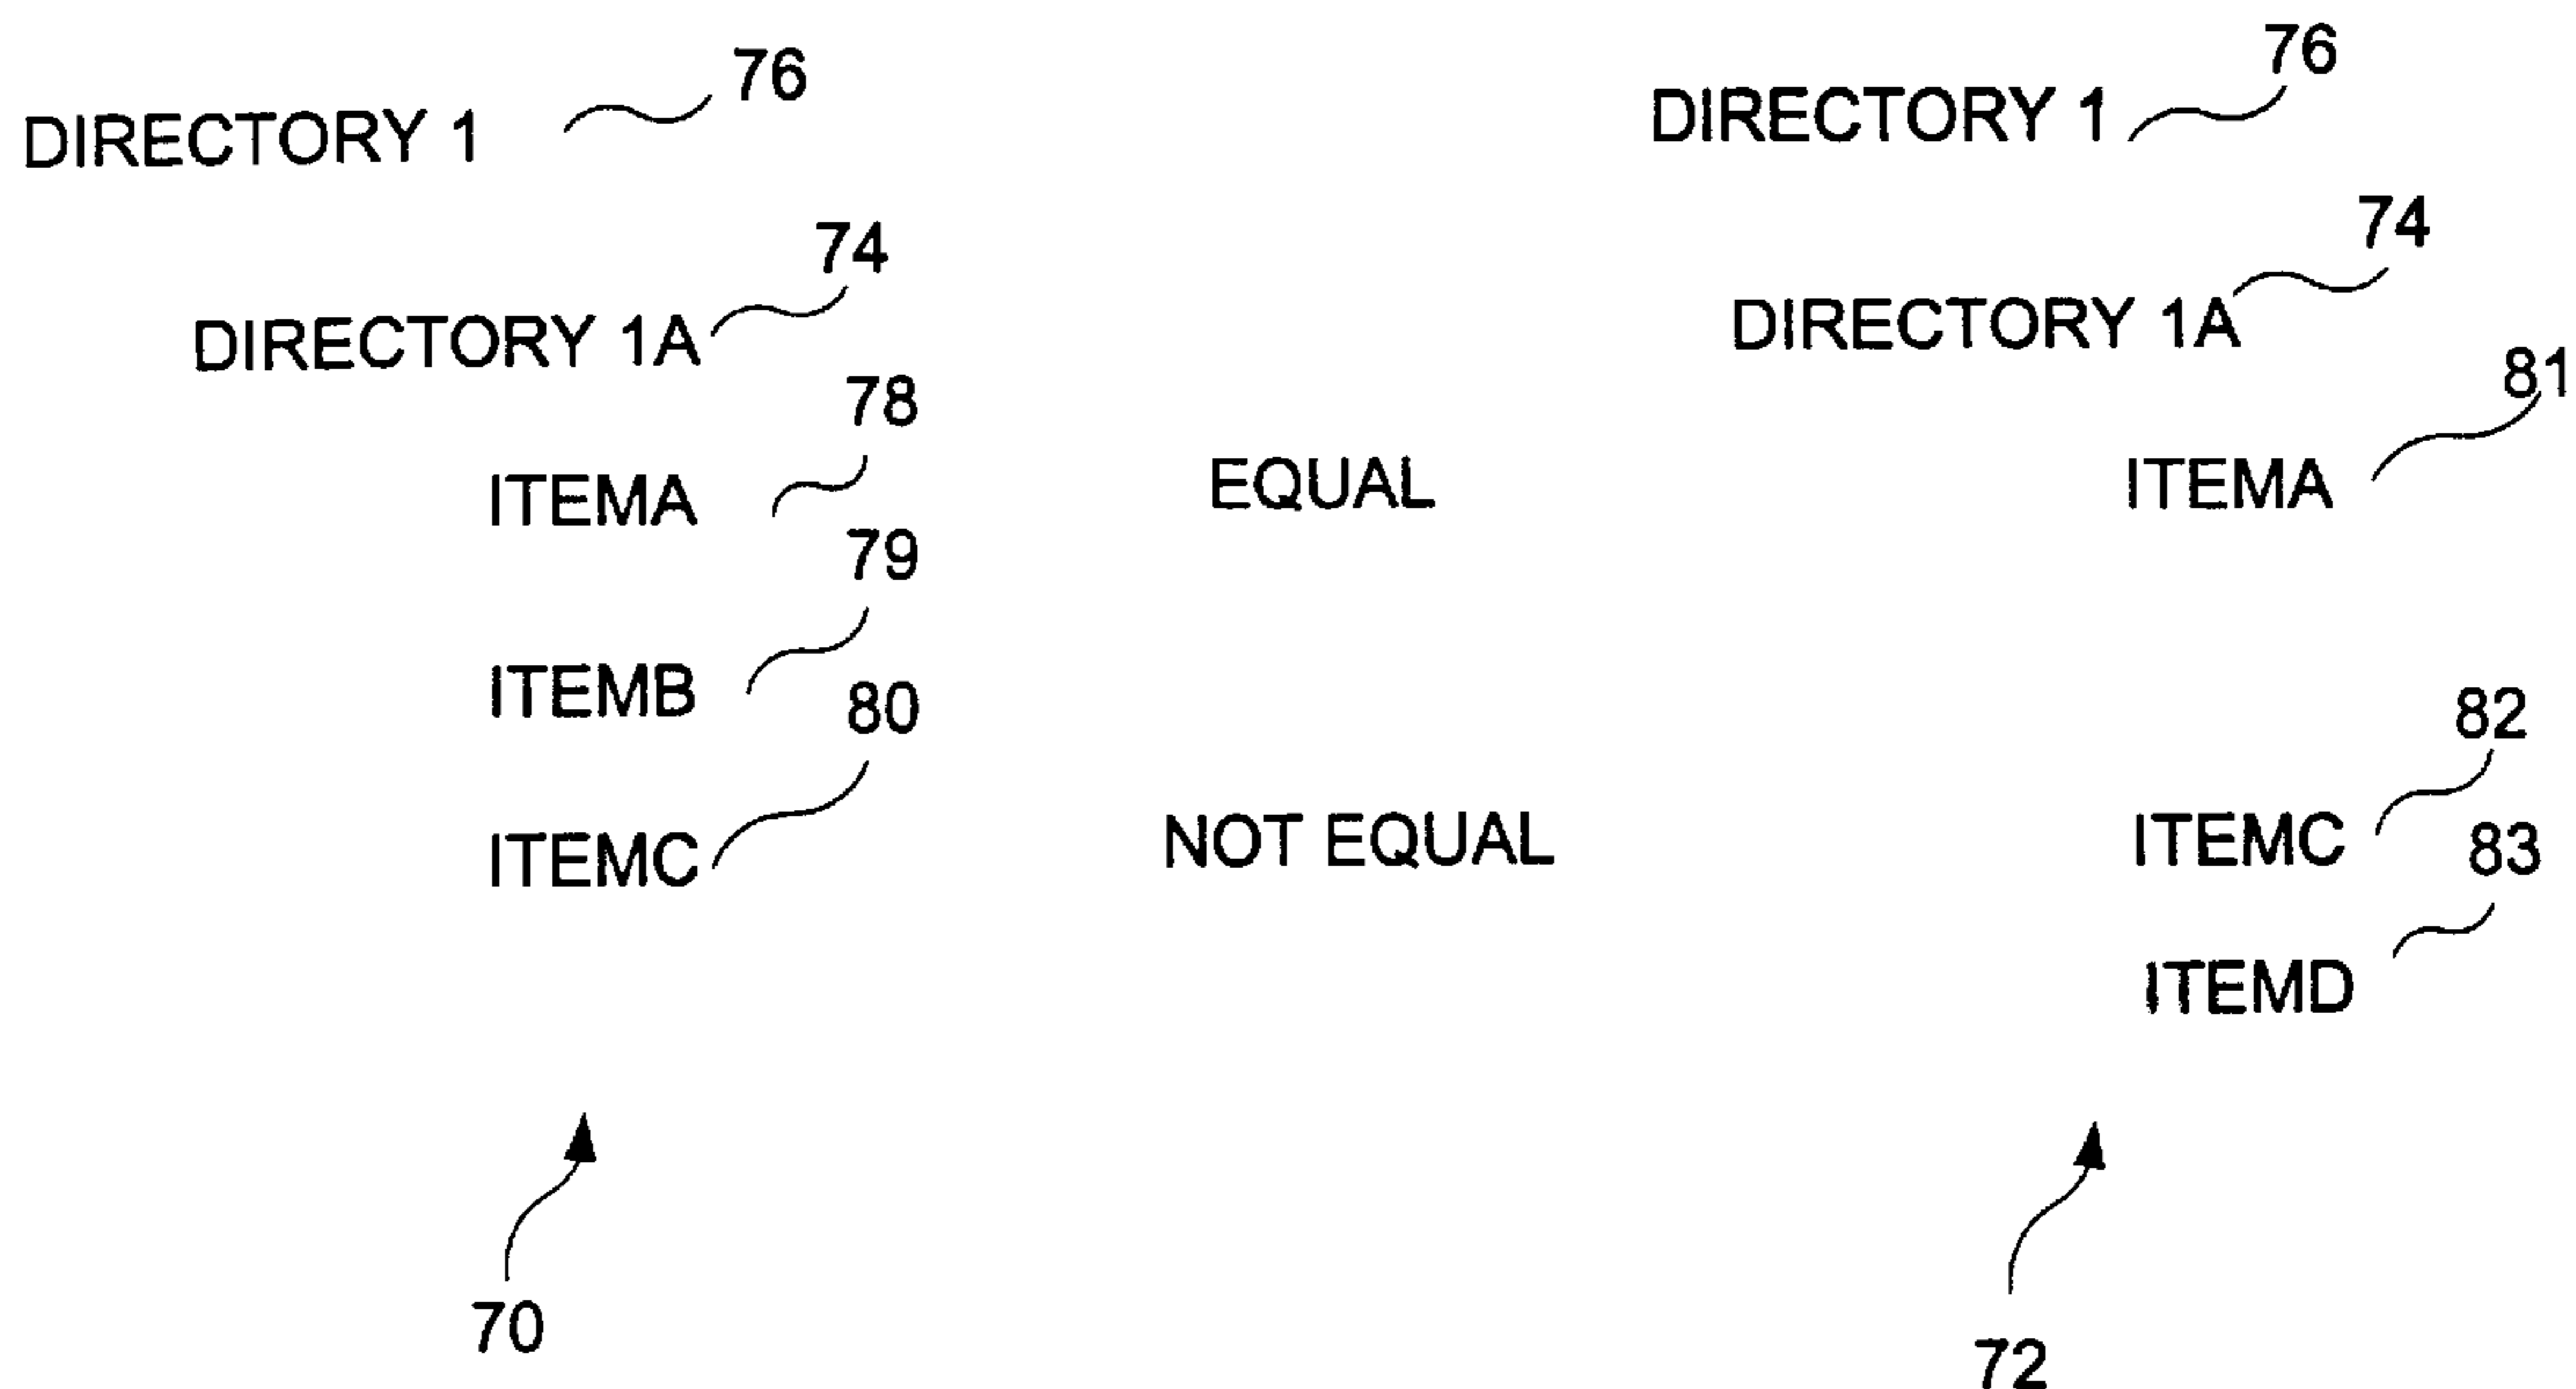 76 76
DIRECTORY 1 DIRECTORY 1
74 74
DIRECTORY 1A DIRECTORY 1A
78 81
ITEMA EQUAL ITEMA
79
ITEMB
80 82
ITEMC NOT EQUAL ITEMC
83
ITEMD
70 72